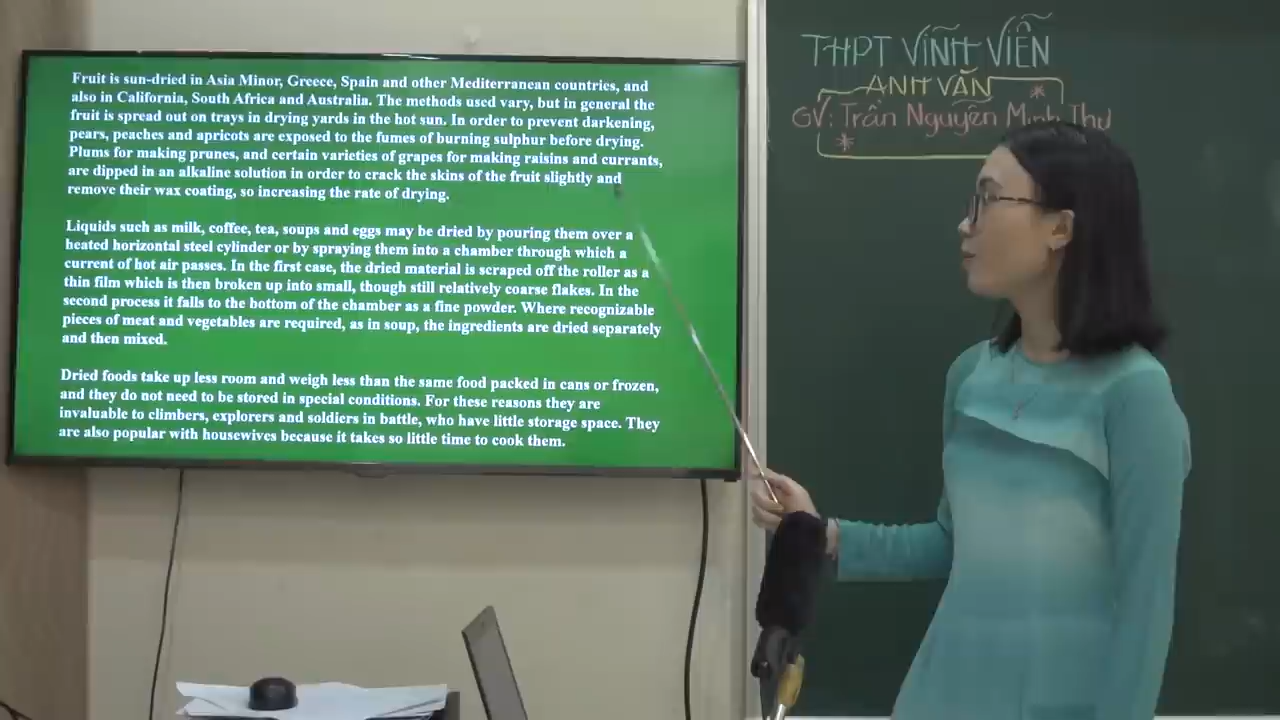 Fruit is sun-dried in Asia Minor, Greece, Spain and other Mediterranean countries, and
also in California, South Africa and Australia. The methods used vary, but in general the
fruit is spread out on trays in drying yards in the hot sun. In order to prevent darkening,
pears, peaches and apricots are exposed to the fumes of burning sulphur before drying.
Plums for making prunes, and certain varieties of grapes for making raisins and currants,
are dipped in an alkaline solution in order to crack the skins of the fruit slightly and
remove their wax coating, so increasing the rate of drying.
Liquids such as milk, coffee, tea, soups and eggs may be dried by pouring them over a
heated horizontal steel cylinder or by spraying them into a chamber through which a
current of hot air passes. In the first case, the dried material is scraped off the roller as a
thin film which is then broken up into small, though still relatively coarse flakes. In the
second process it falls to the bottom of the chamber as a fine powder. Where recognizable
pieces of meat and vegetables are required, as in soup, the ingredients are dried separately
and then mixed.
Dried foods take up less room and weigh less than the same food packed in cans or frozen,
and they do not need to be stored in special conditions. For these reasons they are
invaluable to climbers, explorers and soldiers in battle, who have little storage space. They
are also popular with housewives because it takes so little time to cook them.
THPT VĨNH VIỄN
ANH VĂN
GV: Trần Nguyễn Minh Thư